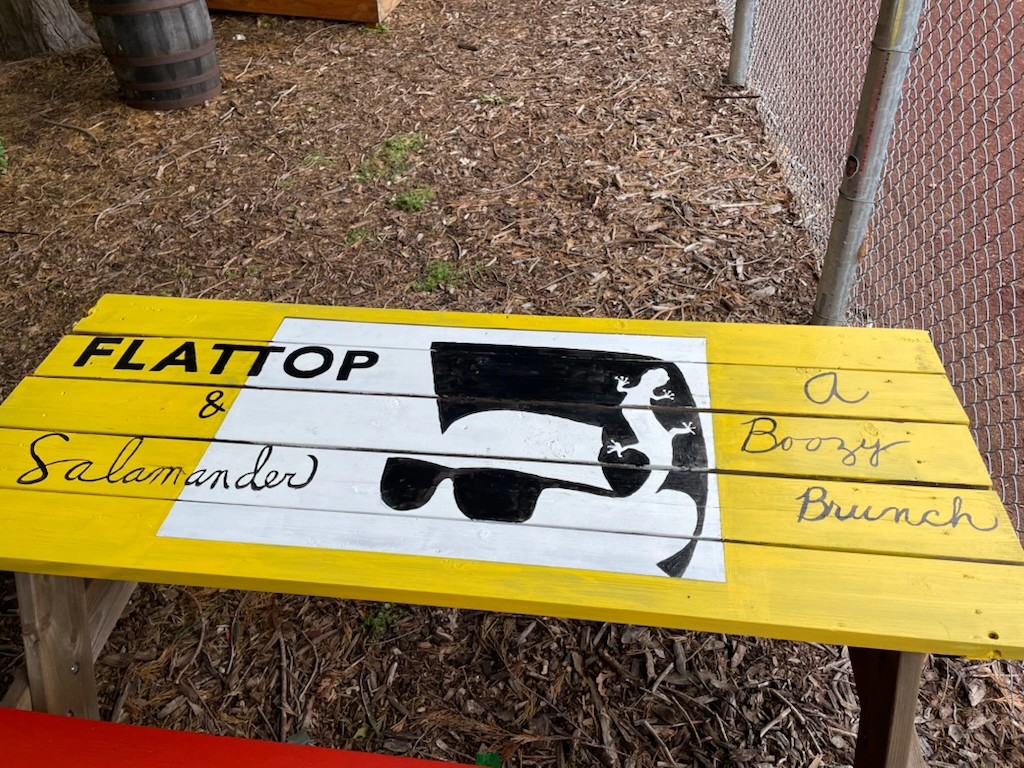 FLATTOP
&
Salamander
a
Boozy
Brunch